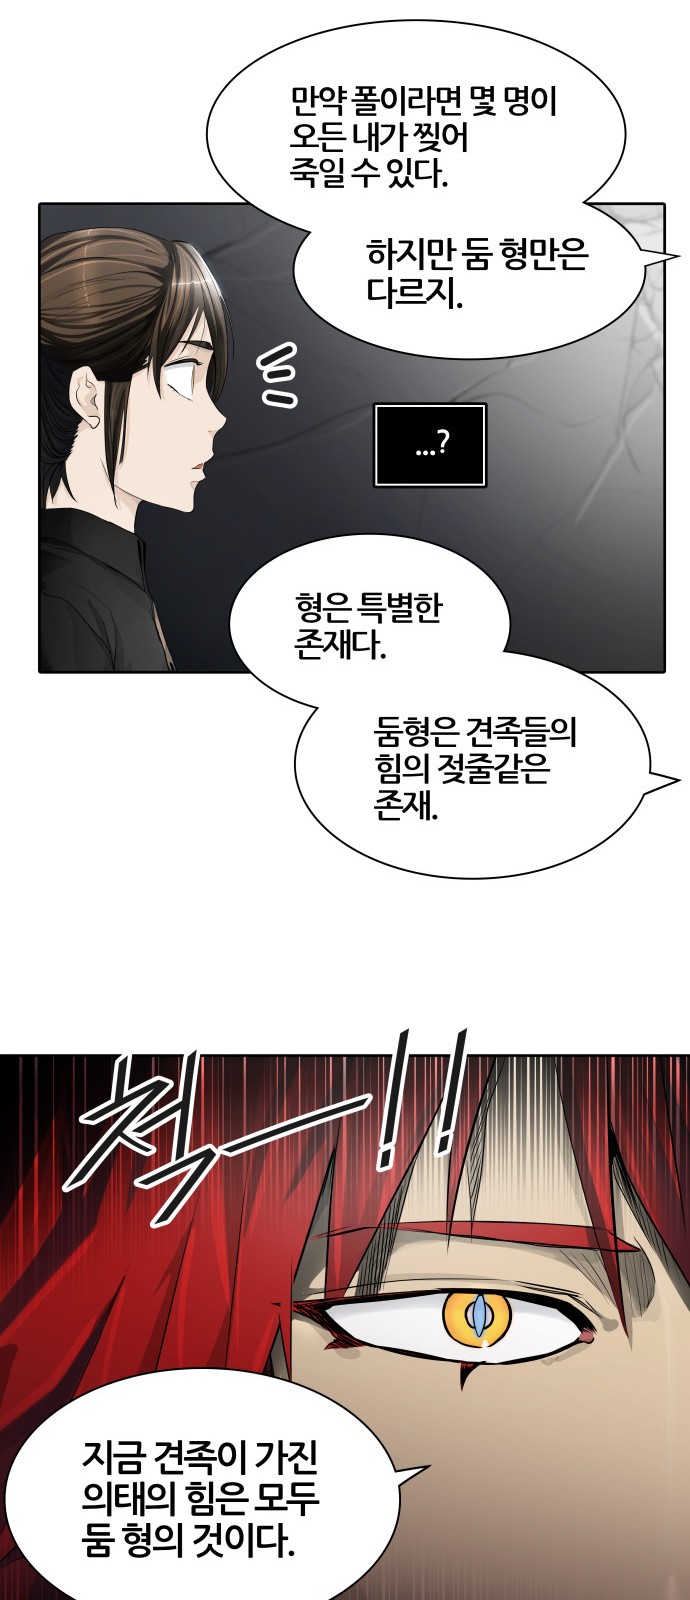 만약 폴이라면 몇 명이
오든 내가 찢어
죽일 수 있다.
하지만 둠 형만은
다르지.
...?
형은 특별한
존재다.
둠형은 견족들의
힘의 젖줄같은
존재.
척ㅡ!!
지금 견족이 가진
의태의 힘은 모두
둠 형의 것이다.